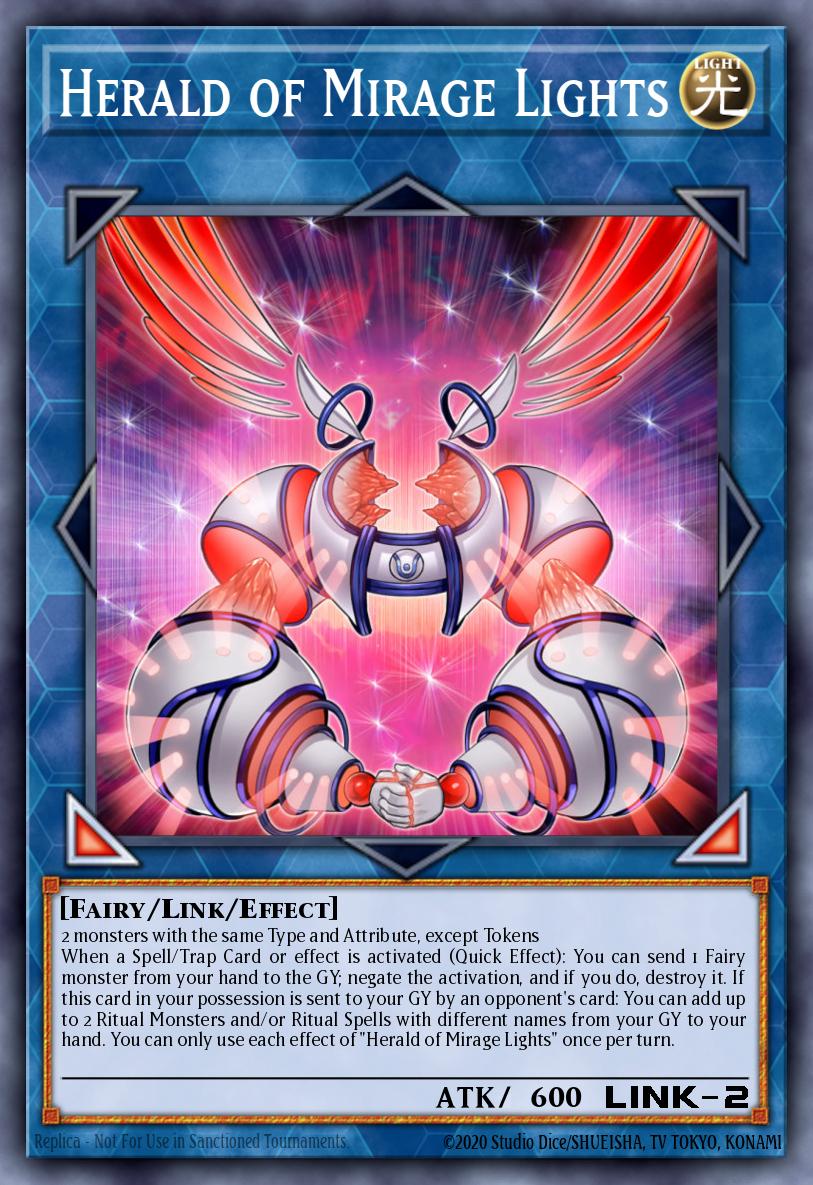 HERALD OF MIRAGE LIGHTS
LIGHT
光
[FAIRY/LINK/EFFECT]
2 monsters with the same Type and Attribute, except Tokens
When a Spell/Trap Card or effect is activated (Quick Effect): You can send 1 Fairy
monster from your hand to the GY; negate the activation, and if you do, destroy it. If
this card in your possession is sent to your GY by an opponent's card: You can add up
to 2 Ritual Monsters and/or Ritual Spells with different names from your GY to your
hand. You can only use each effect of "Herald of Mirage Lights" once per turn.
ATK/ 600 LINK-2
Replica - Not For Use in Sanctioned Tournaments. ©2020 Studio Dice/SHUEISHA, TV TOKYO, KONAMI